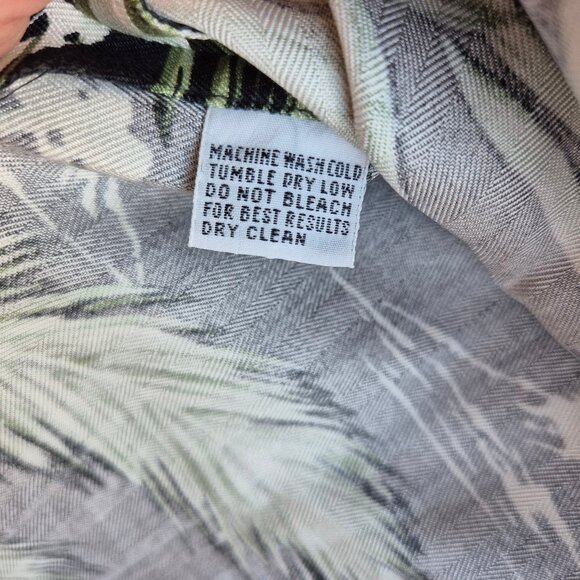 MACHINE WASH COLD
TUMBLE DRY LOW
DO NOT BLEACH
FOR BEST RESULTS
DRY CLEAN